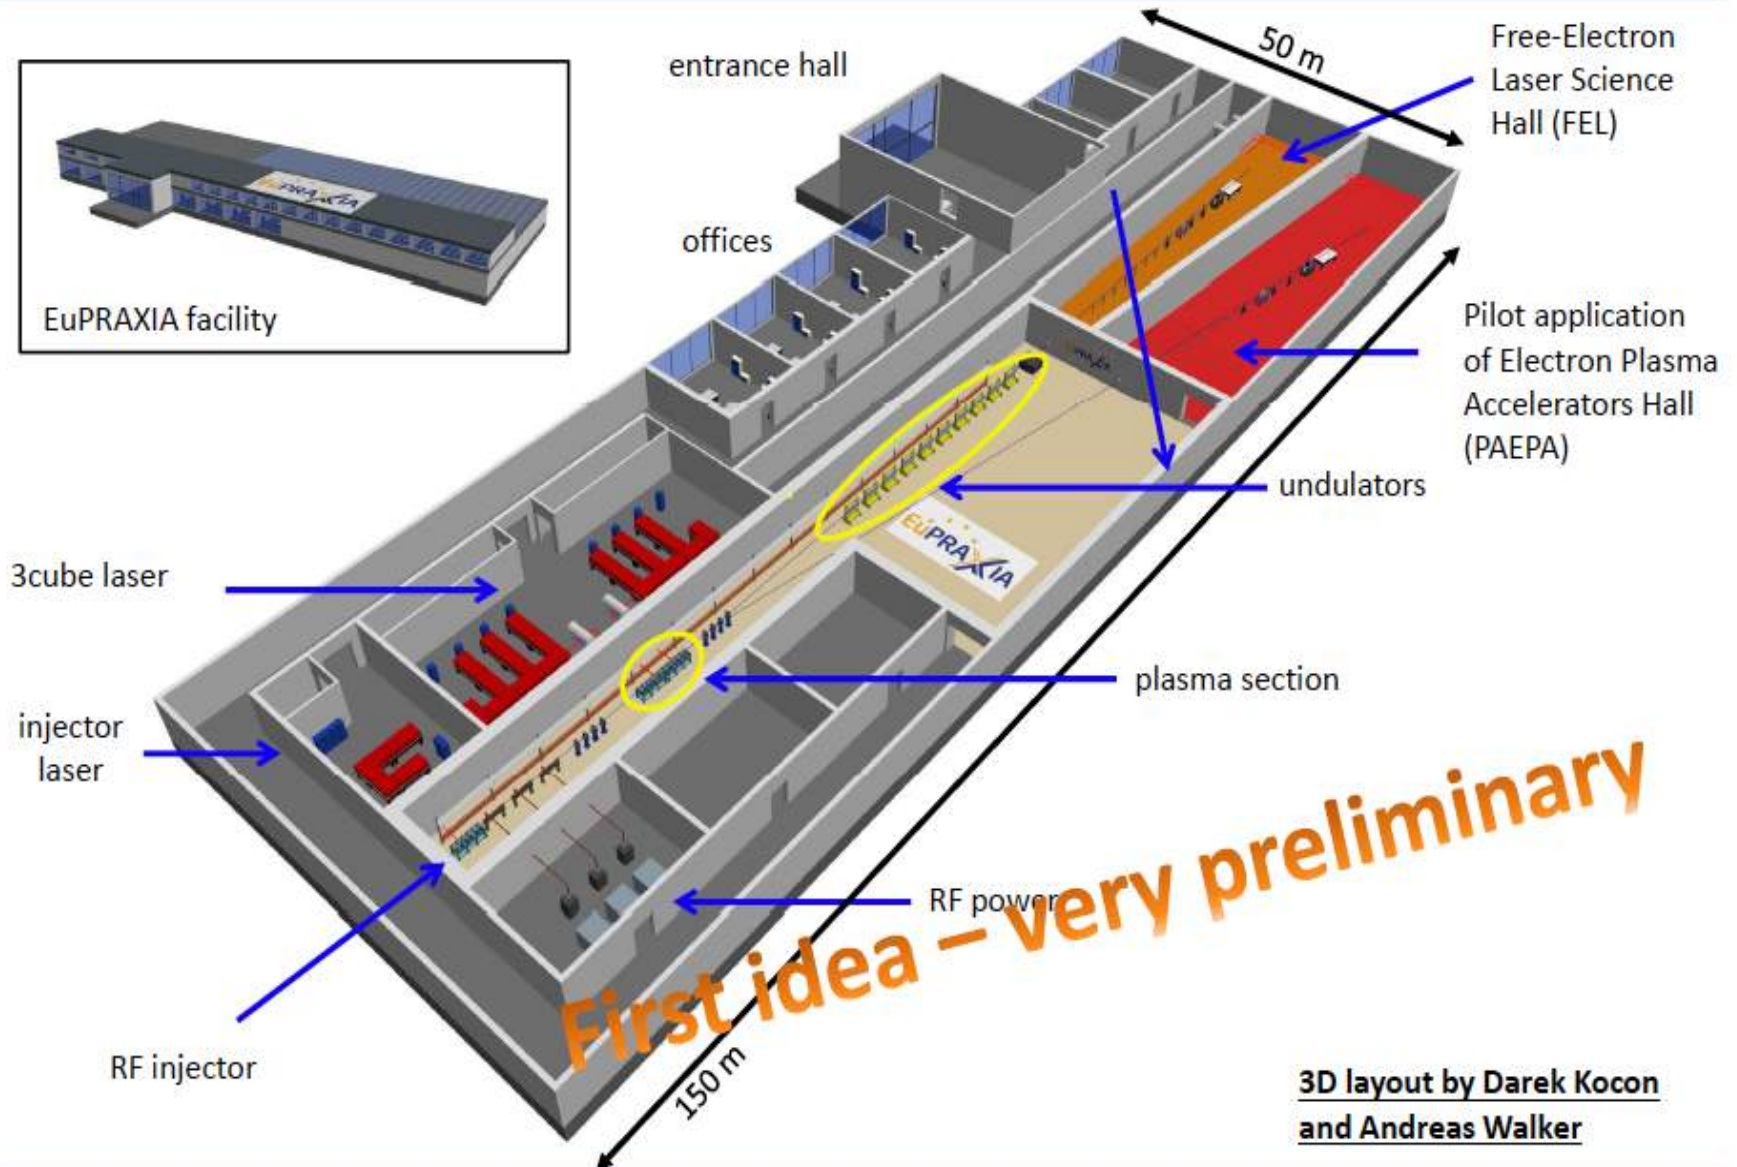 entrance hall
50 m
Free-Electron
Laser Science
Hall (FEL)
EuPRAXIA
EuPRAXIA facility
offices
Pilot application
of Electron Plasma
Accelerators Hall
(PAEPA)
undulators
EuPRAXIA
3cube laser
plasma section
injector
laser
RF power
First idea – very preliminary
RF injector
150 m
3D layout by Darek Kocon
and Andreas Walker